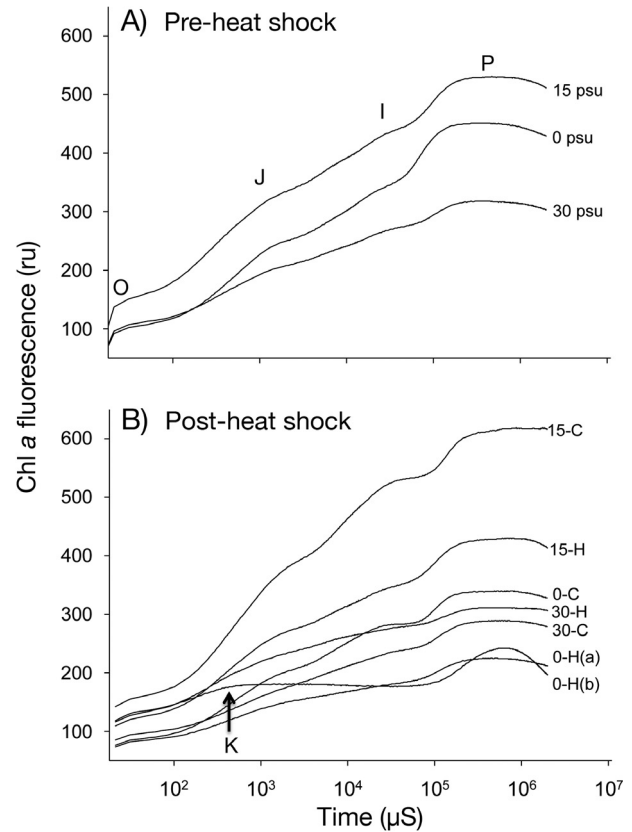 A) Pre-heat shock
600
500
400
300
200
100
O
J
I
P
15 psu
0 psu
30 psu
Chl a fluorescence (ru)
B) Post-heat shock
600
500
400
300
200
100
15-C
15-H
0-C
30-H
30-C
0-H(a)
0-H(b)
K
10² 10³ 10⁴ 10⁵ 10⁶ 10⁷
Time (µS)